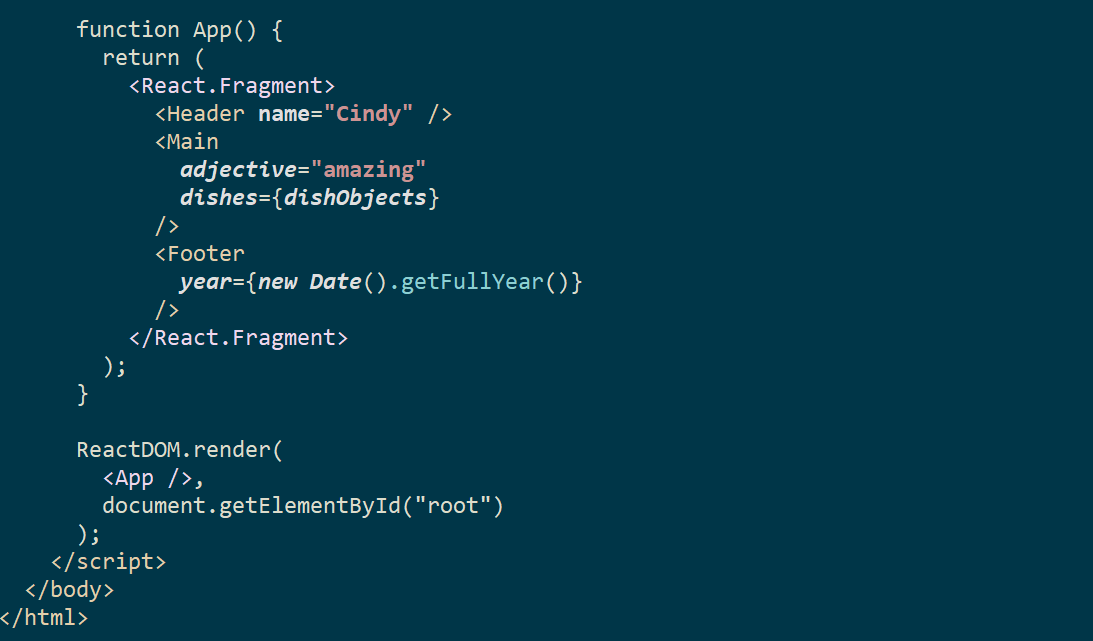 function App() {
return (
<React.Fragment>
<Header name="Cindy" />
<Main
adjective="amazing"
dishes={dishObjects}
/>
<Footer
year={new Date().getFullYear()}
/>
</React.Fragment>
);
}
ReactDOM.render(
<App />,
document.getElementById("root")
);
</script>
</body>
</html>